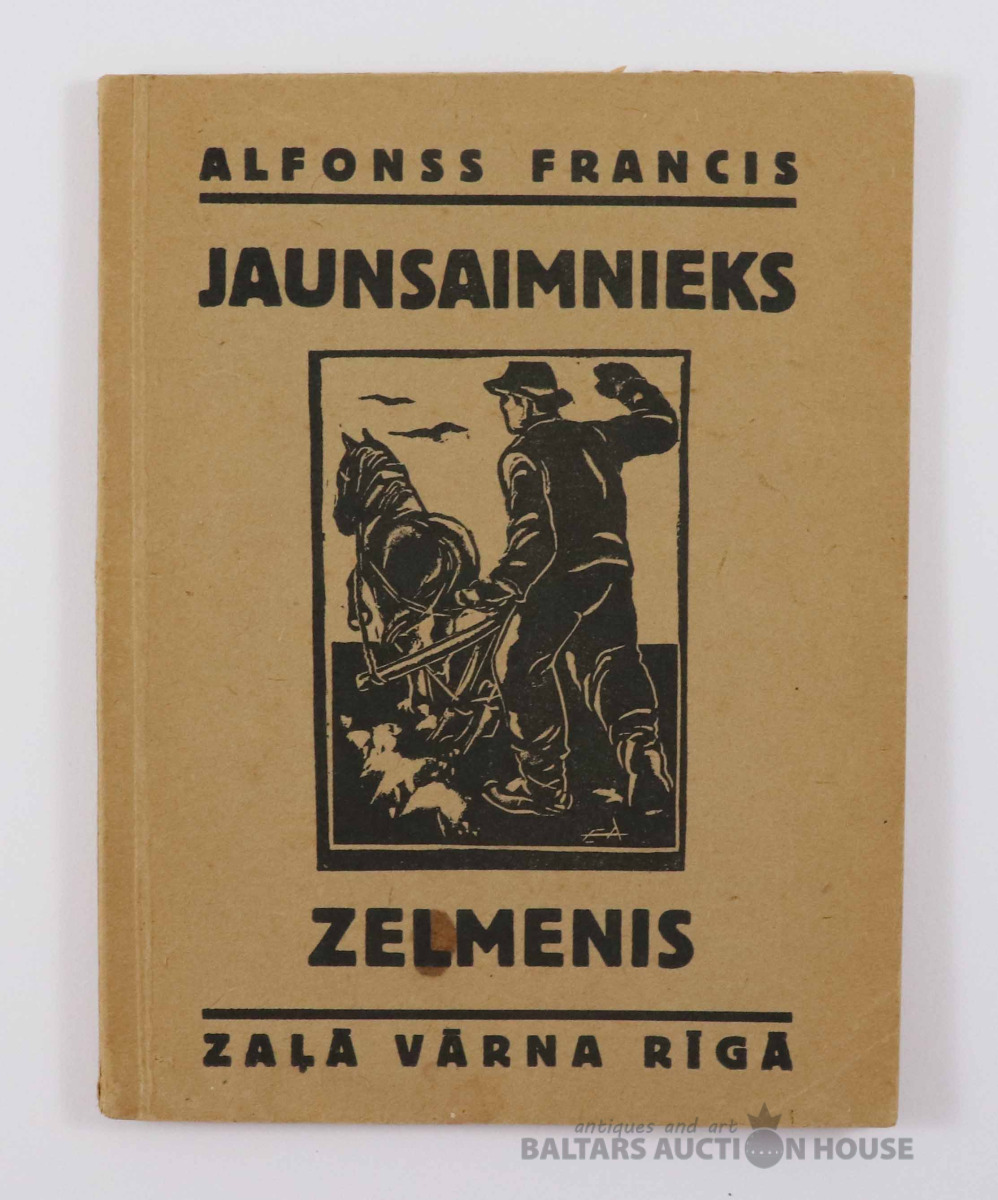 ALFONSS FRANCIS
JAUNSAIMNIEKS
ZELMENIS
ZAĻĀ VĀRNA RĪGĀ
antiques and art
BALTARS AUCTION HOUSE